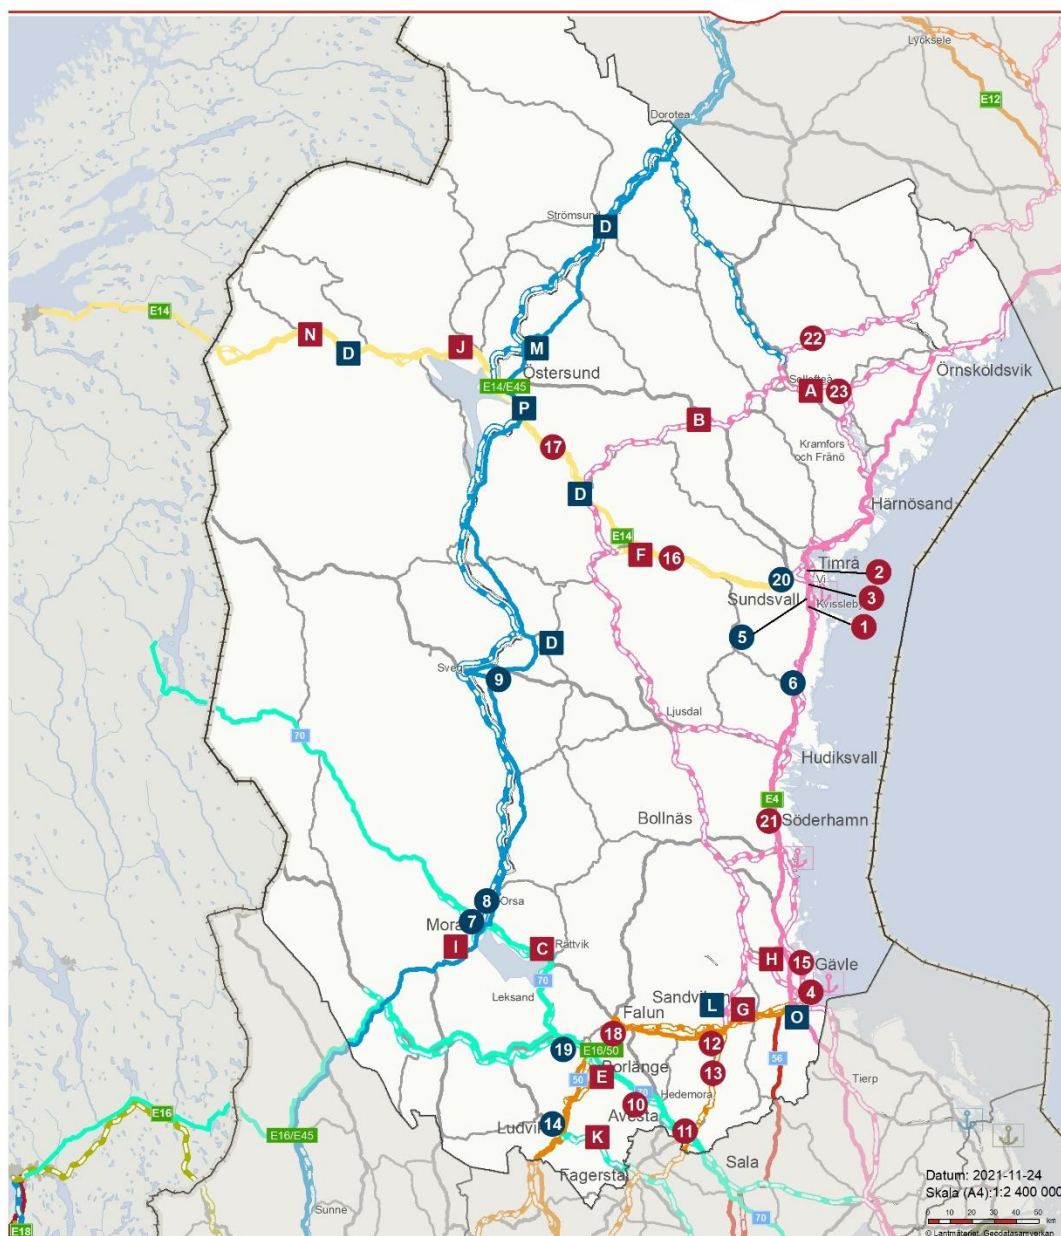 Lycksele
E12
Dorotea
Strömsund
D
E14
N
D
J
M
Östersund
E14/E45
P
22
Örnsköldsvik
A
23
B
Kramfors
och Frånö
17
D
Härnösand
E14
F
16
Timrå
2
20
Vi
3
Sundsvall
1
5
D
Sveg
9
6
Ljusdal
70
Hudiksvall
E4
Bollnäs
21
Söderhamn
8
Orsa
7
Mora
I
C
Rättvik
H
15
Gävle
70
Leksand
4
L
G
O
Falun
18
12
19
E16/50
56
50
E
Borlänge
13
70
Hedemora
Tierp
10
Avesta
E16
14
11
E16/E45
K
Sala
Fagersta
Datum: 2021-11-24
Skala (A4):1:2 400 000
Sunne
70
0 10 20 30 40 50
km
E18
© Lantmäteriet, Geodatasamverkan